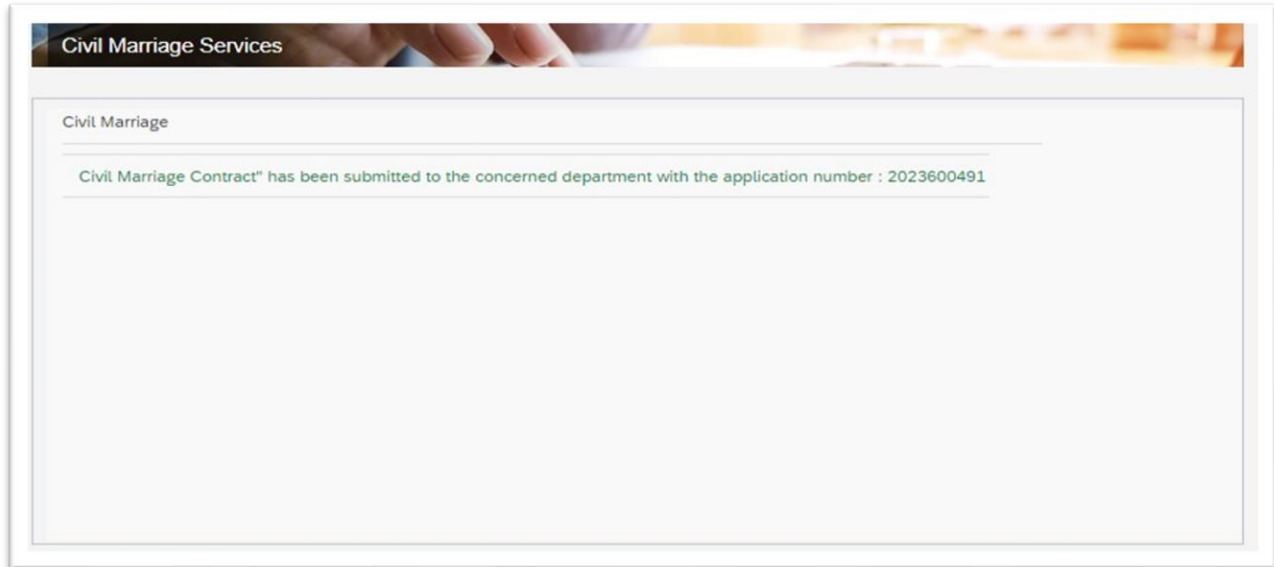 Civil Marriage Services
Civil Marriage
Civil Marriage Contract" has been submitted to the concerned department with the application number : 2023600491